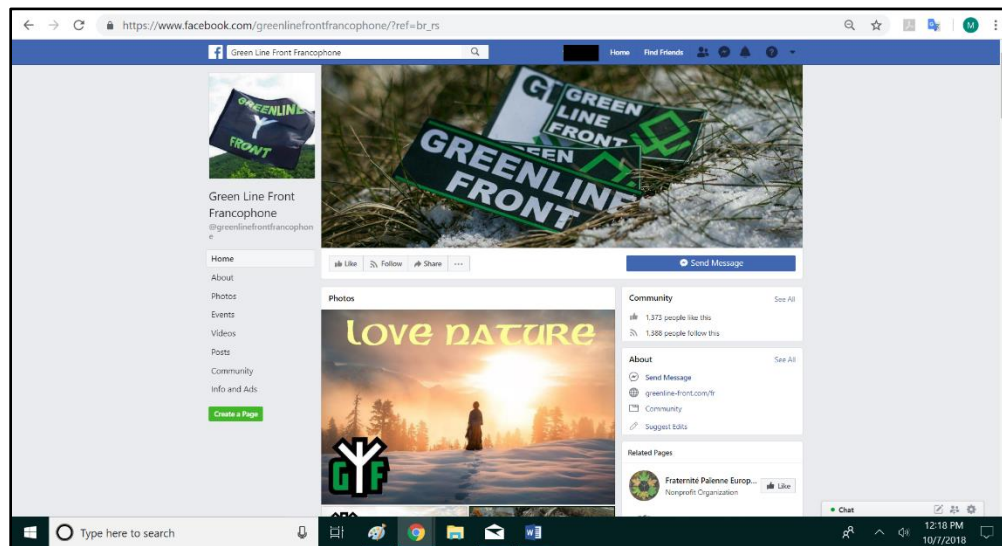 https://www.facebook.com/greenlinefrontfrancophone/?ref=br_rs
M
Green Line Front Francophone
Home
Find Friends
GREENLINE
FRONT
GREEN
LINE
FRONT
GREENLINE
FRONT
Green Line Front
Francophone
@greenlinefrontfrancophon
e
Home
About
Photos
Events
Videos
Posts
Community
Info and Ads
Create a Page
Like
Follow
Share
Send Message
Photos
LOVE NATURE
G F
Community
See All
1,373 people like this
1,388 people follow this
About
See All
Send Message
greenline-front.com/fr
Community
Suggest Edits
Related Pages
Fraternité Païenne Europ...
Nonprofit Organization
Like
Chat
Type here to search
12:18 PM
10/7/2018